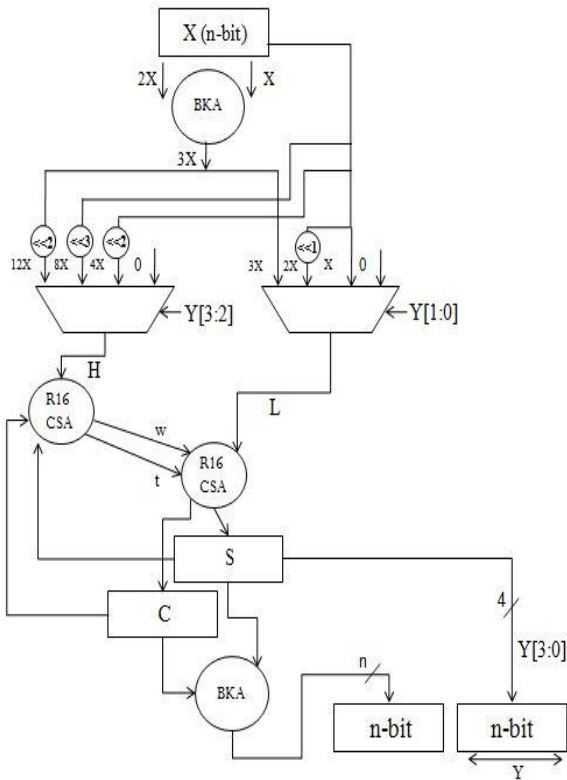 X (n-bit)
2X
X
BKA
3X
<<2
<<3
<<2
<<1
12X
8X
4X
0
3X
2X
X
0
Y[3:2]
Y[1:0]
H
L
R16
CSA
w
t
R16
CSA
S
C
4
Y[3:0]
BKA
n
n-bit
n-bit
Y